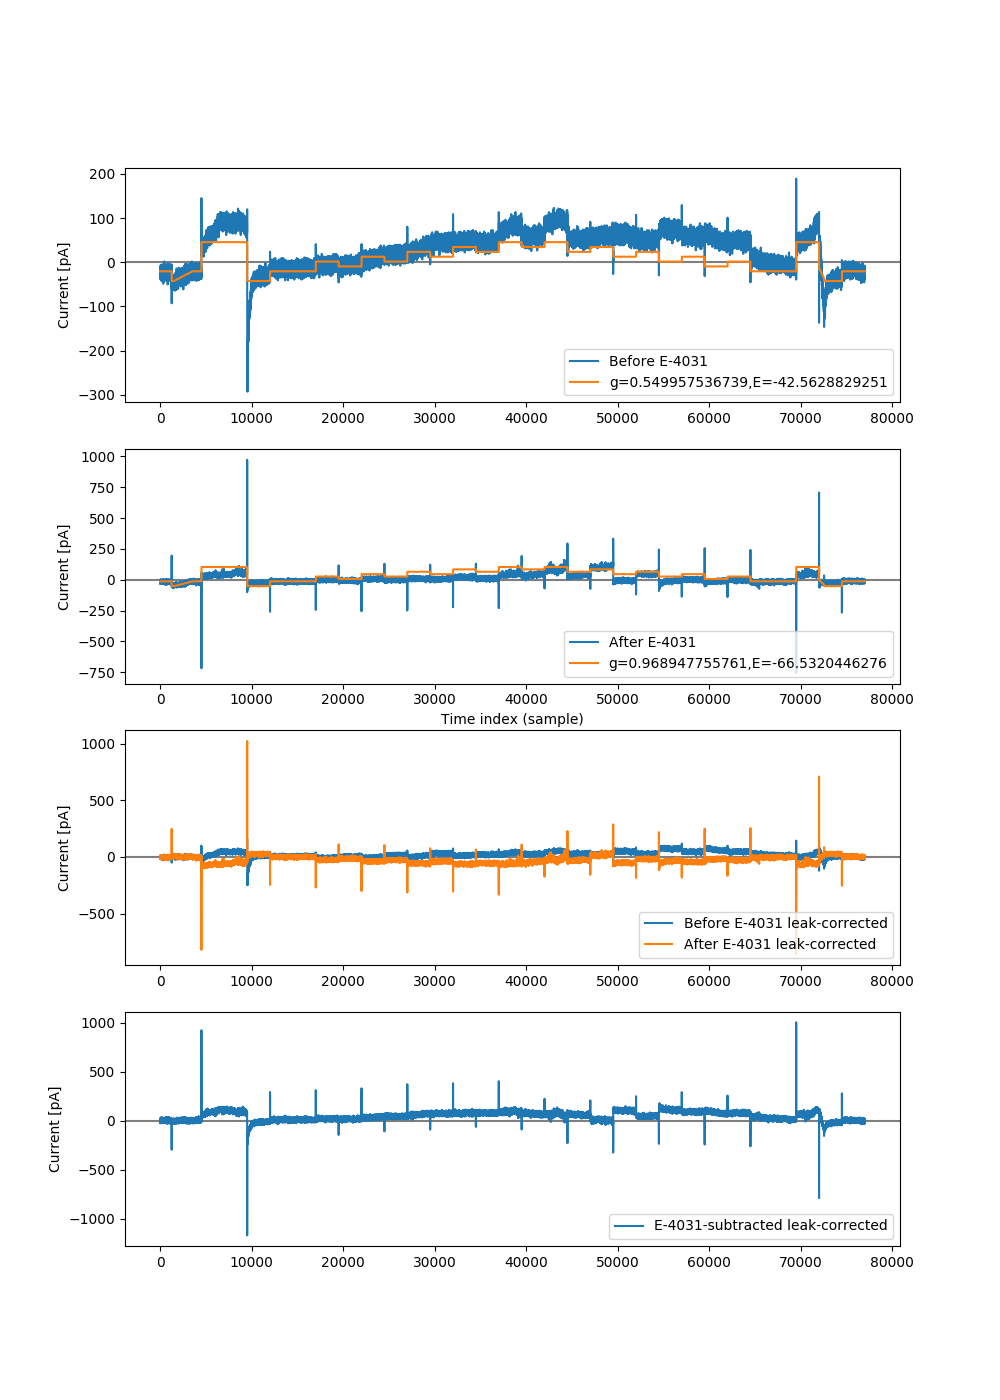 200
100
0
−100
−200
−300
Current [pA]
Before E-4031
g=0.549957536739,E=-42.5628829251
0 10000 20000 30000 40000 50000 60000 70000 80000
1000
750
500
250
0
−250
−500
−750
Current [pA]
After E-4031
g=0.968947755761,E=-66.5320446276
0 10000 20000 30000 40000 50000 60000 70000 80000
Time index (sample)
1000
500
0
−500
Current [pA]
Before E-4031 leak-corrected
After E-4031 leak-corrected
0 10000 20000 30000 40000 50000 60000 70000 80000
1000
500
0
−500
−1000
Current [pA]
E-4031-subtracted leak-corrected
0 10000 20000 30000 40000 50000 60000 70000 80000